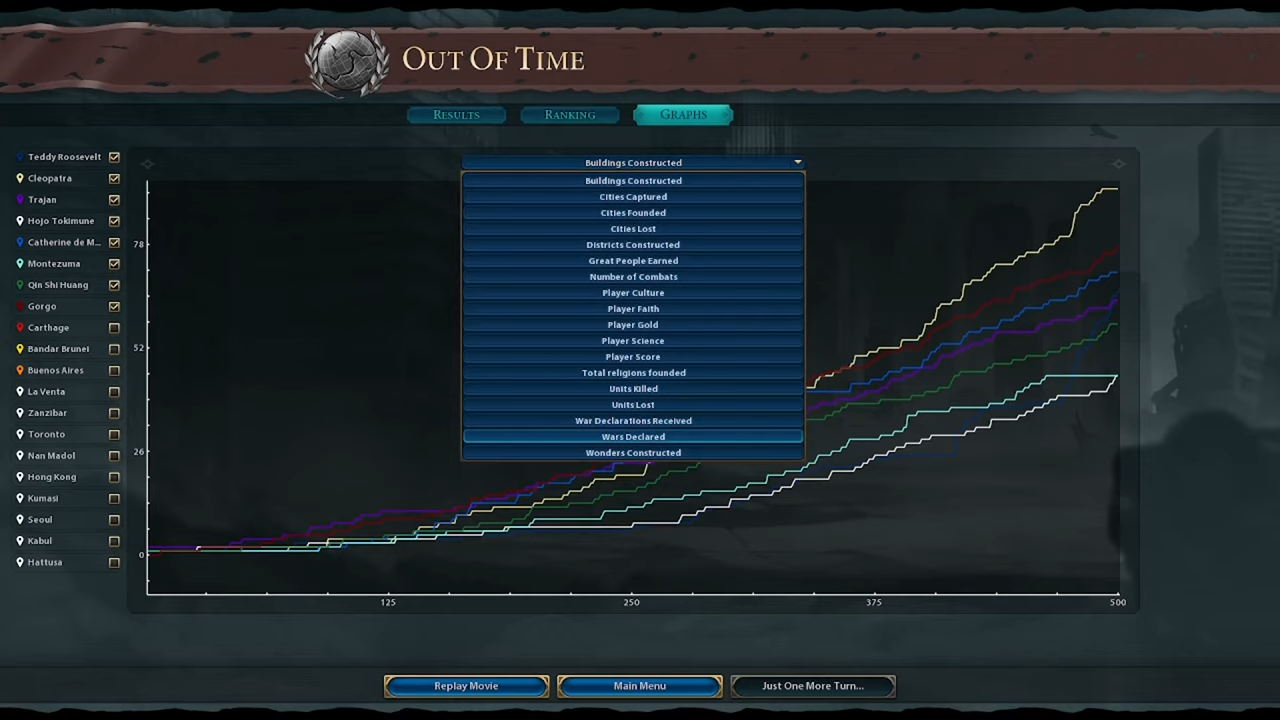 OUT OF TIME
RESULTS
RANKING
GRAPHS
Teddy Roosevelt
Cleopatra
Trajan
Hojo Tokimune
Catherine de M...
Montezuma
Qin Shi Huang
Gorgo
Carthage
Bandar Brunei
Buenos Aires
La Venta
Zanzibar
Toronto
Nan Madol
Hong Kong
Kumasi
Seoul
Kabul
Hattusa
Buildings Constructed
Buildings Constructed
Cities Captured
Cities Founded
Cities Lost
Districts Constructed
Great People Earned
Number of Combats
Player Culture
Player Faith
Player Gold
Player Science
Player Score
Total religions founded
Units Killed
Units Lost
War Declarations Received
Wars Declared
Wonders Constructed
78
52
26
0
125
250
375
500
Replay Movie
Main Menu
Just One More Turn...